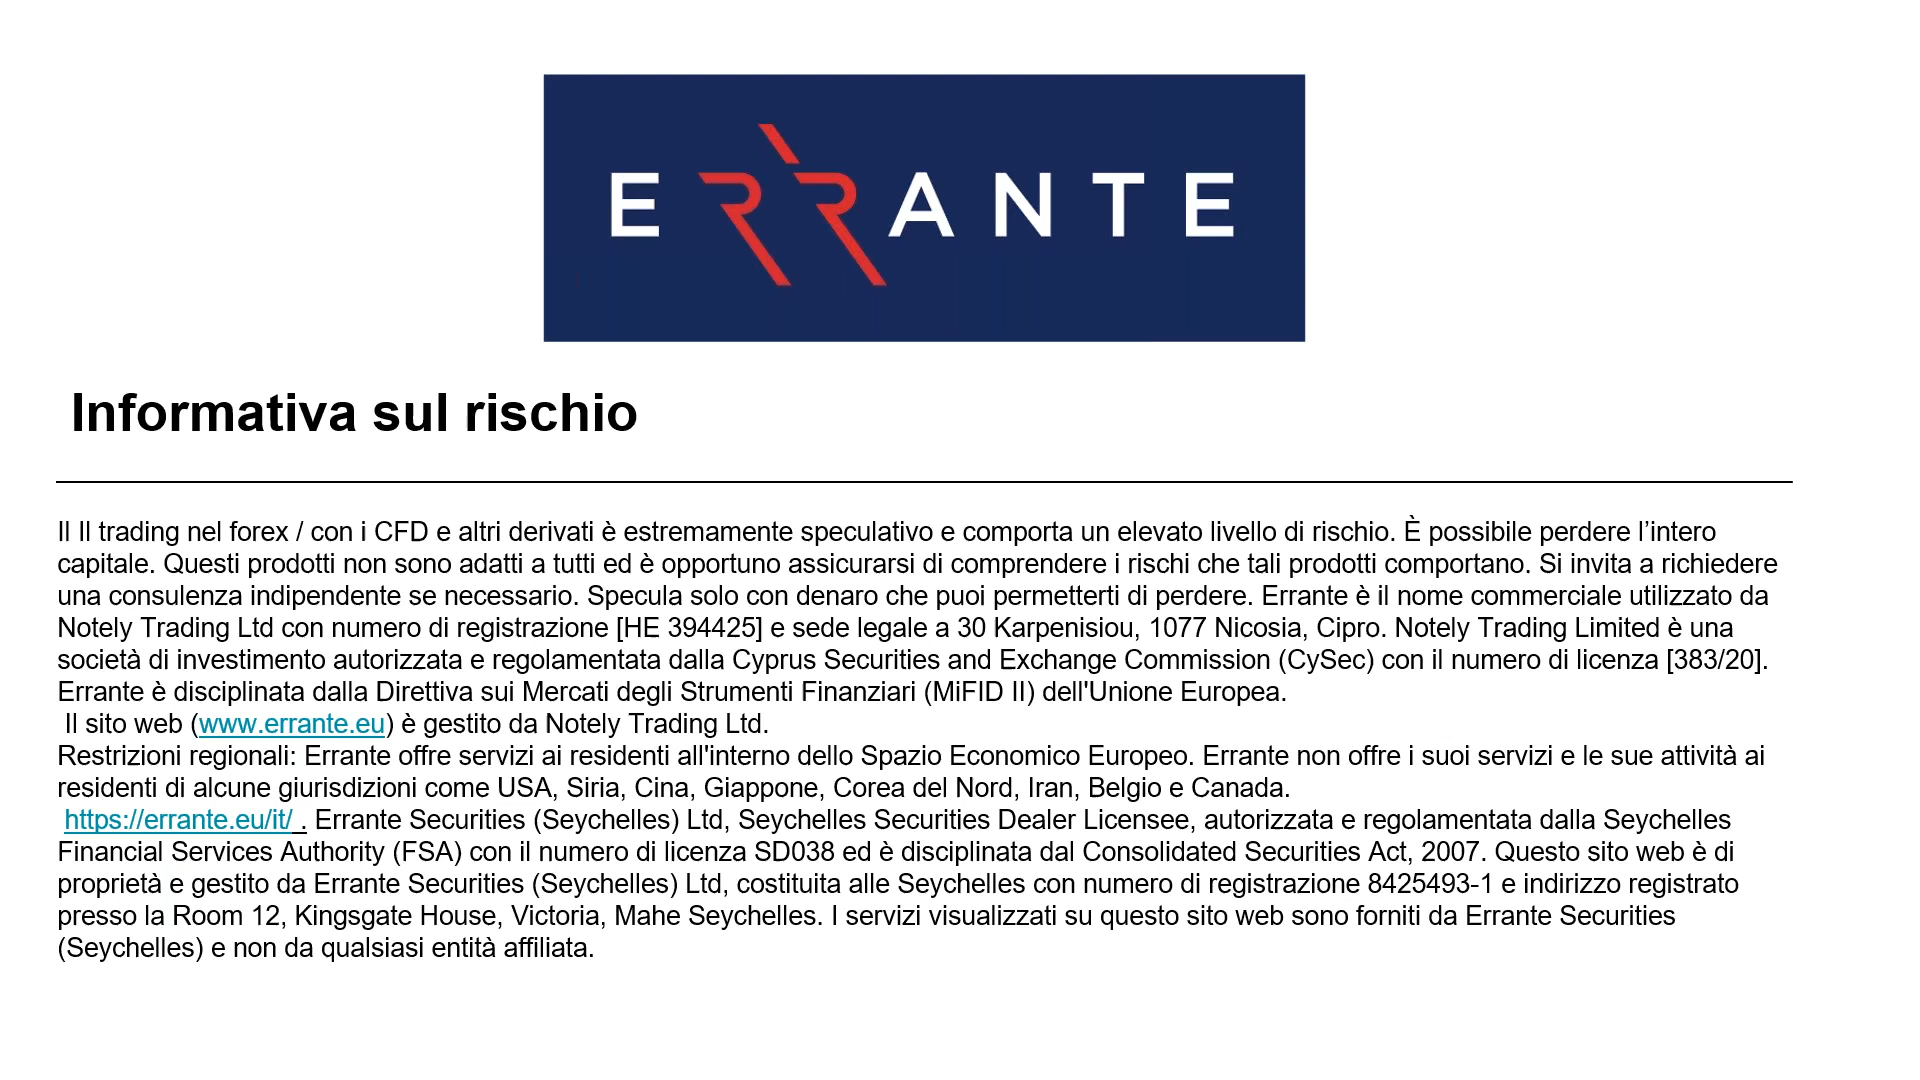 ERRANTE
Informativa sul rischio
Il Il trading nel forex / con i CFD e altri derivati è estremamente speculativo e comporta un elevato livello di rischio. È possibile perdere l’intero
capitale. Questi prodotti non sono adatti a tutti ed è opportuno assicurarsi di comprendere i rischi che tali prodotti comportano. Si invita a richiedere
una consulenza indipendente se necessario. Specula solo con denaro che puoi permetterti di perdere. Errante è il nome commerciale utilizzato da
Notely Trading Ltd con numero di registrazione [HE 394425] e sede legale a 30 Karpenisiou, 1077 Nicosia, Cipro. Notely Trading Limited è una
società di investimento autorizzata e regolamentata dalla Cyprus Securities and Exchange Commission (CySec) con il numero di licenza [383/20].
Errante è disciplinata dalla Direttiva sui Mercati degli Strumenti Finanziari (MiFID II) dell'Unione Europea.
Il sito web (www.errante.eu) è gestito da Notely Trading Ltd.
Restrizioni regionali: Errante offre servizi ai residenti all'interno dello Spazio Economico Europeo. Errante non offre i suoi servizi e le sue attività ai
residenti di alcune giurisdizioni come USA, Siria, Cina, Giappone, Corea del Nord, Iran, Belgio e Canada.
https://errante.eu/it/ . Errante Securities (Seychelles) Ltd, Seychelles Securities Dealer Licensee, autorizzata e regolamentata dalla Seychelles
Financial Services Authority (FSA) con il numero di licenza SD038 ed è disciplinata dal Consolidated Securities Act, 2007. Questo sito web è di
proprietà e gestito da Errante Securities (Seychelles) Ltd, costituita alle Seychelles con numero di registrazione 8425493-1 e indirizzo registrato
presso la Room 12, Kingsgate House, Victoria, Mahe Seychelles. I servizi visualizzati su questo sito web sono forniti da Errante Securities
(Seychelles) e non da qualsiasi entità affiliata.